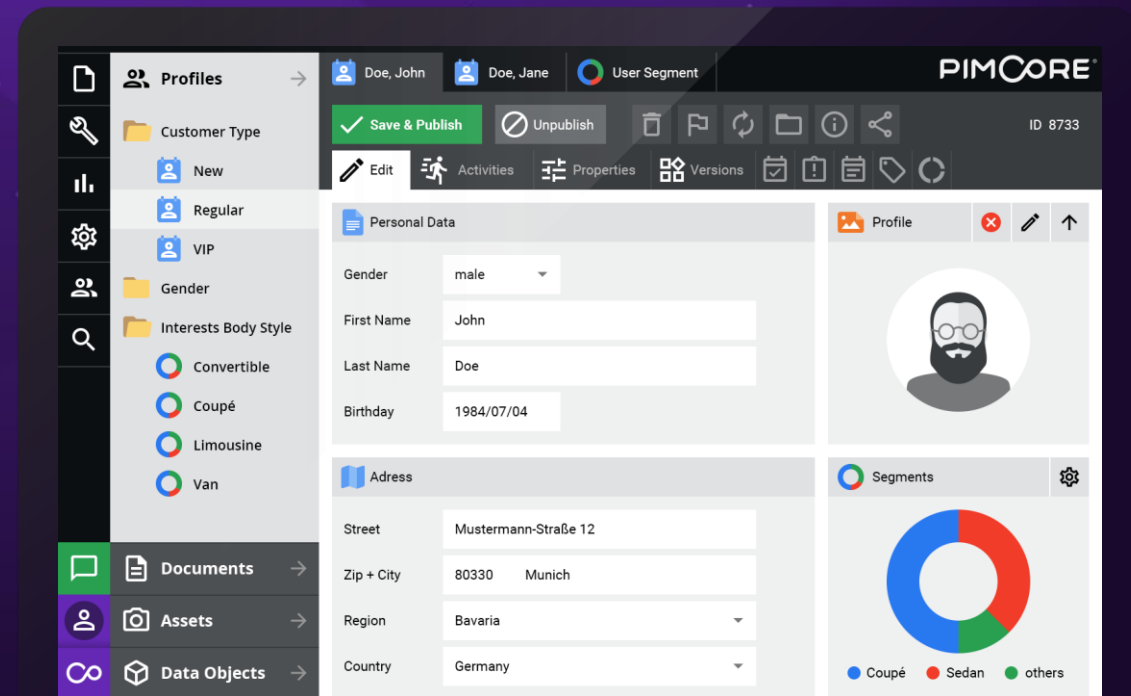 Profiles
Doe, John
Doe, Jane
User Segment
PIMCORE
Customer Type
New
Regular
VIP
Gender
Interests Body Style
Convertible
Coupé
Limousine
Van
Documents
Assets
Data Objects
Save & Publish
Unpublish
ID 8733
Edit
Activities
Properties
Versions
Personal Data
Gender male
First Name John
Last Name Doe
Birthday 1984/07/04
Profile
Adress
Street Mustermann-Straße 12
Zip + City 80330 Munich
Region Bavaria
Country Germany
Segments
Coupé Sedan others